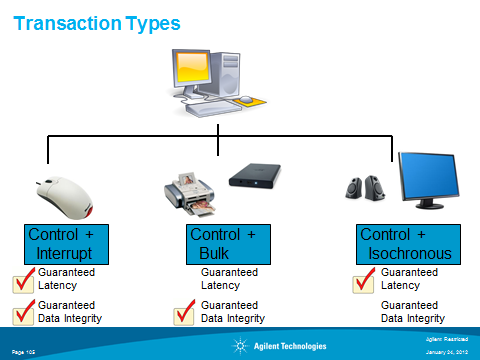 Transaction Types
Control +
Interrupt
Control +
Bulk
Control +
Isochronous
Guaranteed
Latency
Guaranteed
Data Integrity
Guaranteed
Latency
Guaranteed
Data Integrity
Guaranteed
Latency
Guaranteed
Data Integrity
Page 105
Agilent Technologies
Agilent Restricted
January 24, 2012